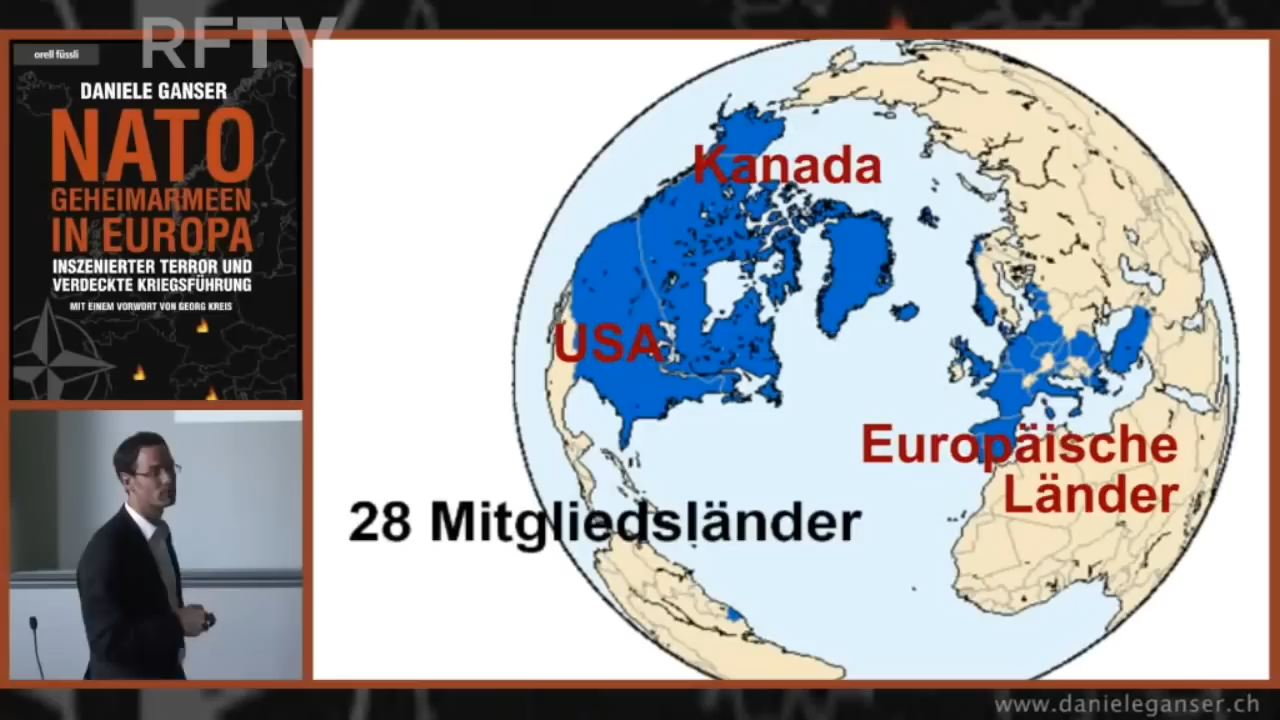 RFTV
orell füssli
DANIELE GANSER
NATO
GEHEIMARMEEN
IN EUROPA
INSZENIERTER TERROR UND
VERDECKTE KRIEGSFÜHRUNG
MIT EINEM VORWORT VON GEORG KREIS
Kanada
USA
Europäische
Länder
28 Mitgliedsländer
www.danieleganser.ch